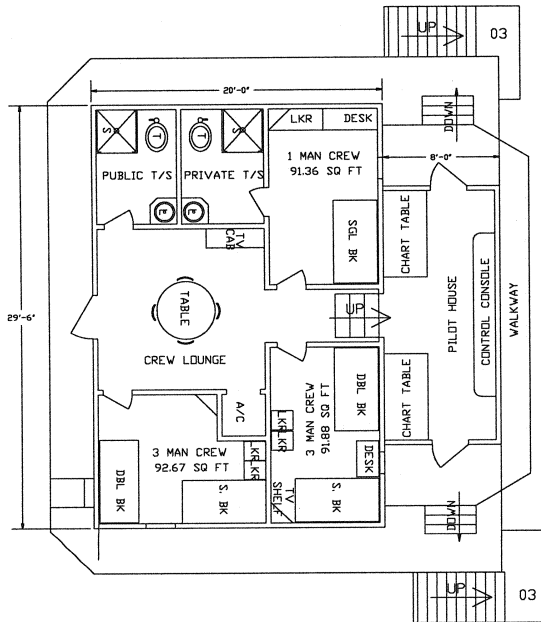 UP
03
20'-0"
LKR
DESK
DOWN
S
T
T
S
PUBLIC T/S
PRIVATE T/S
1 MAN CREW
91.36 SQ FT
8'-0"
SGL BK
CHART TABLE
TV
CAB
TABLE
CREW LOUNGE
UP
PILOT HOUSE
CONTROL CONSOLE
WALKWAY
29'-6"
A/C
DBL BK
CHART TABLE
LKR
LKR
3 MAN CREW
91.88 SQ FT
3 MAN CREW
92.67 SQ FT
LKR
LKR
DESK
DBL BK
S. BK
TV
SHELF
S. BK
DOWN
UP
03